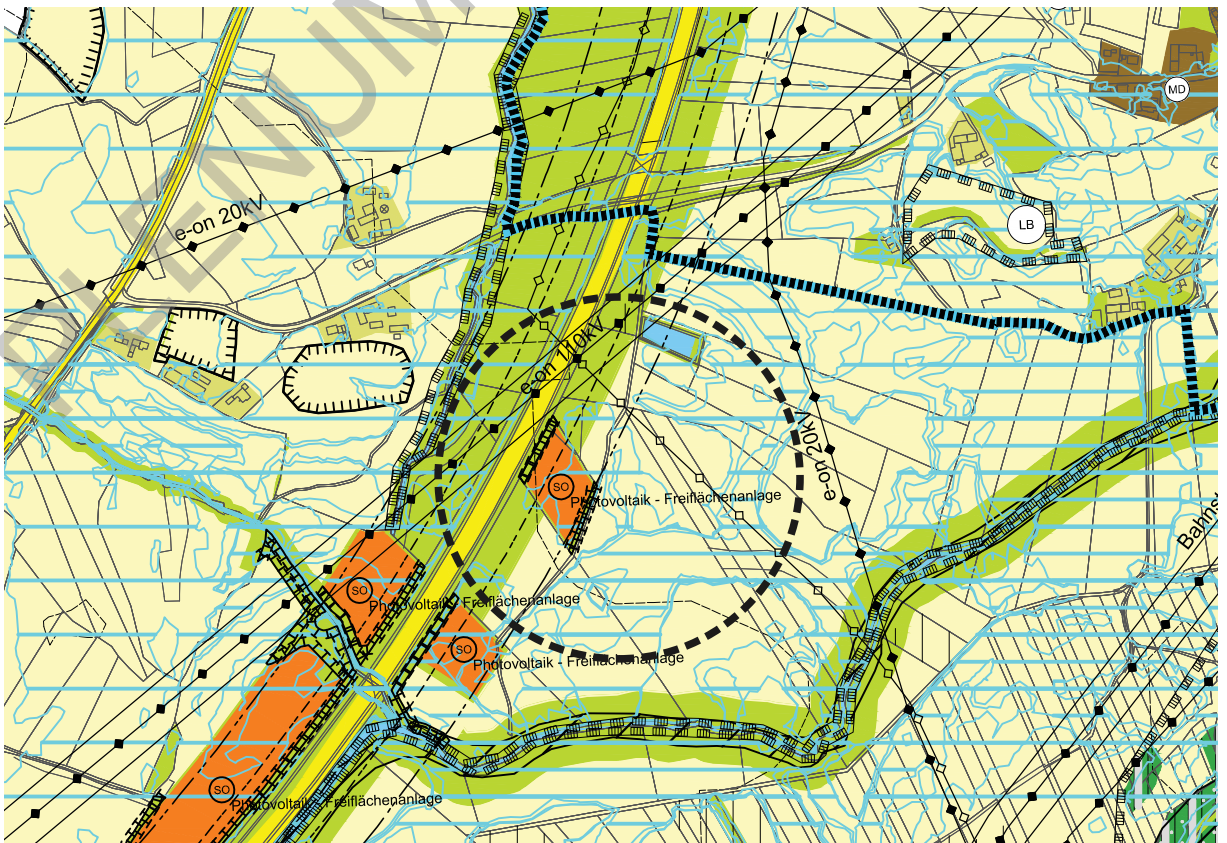 PLENUM
MD
e-on 20kV
LB
e-on 110kV
e-on 20kV
SO
Photovoltaik - Freiflächenanlage
Bahnst
SO
Photovoltaik - Freiflächenanlage
SO
Photovoltaik - Freiflächenanlage
SO
Photovoltaik - Freiflächenanlage